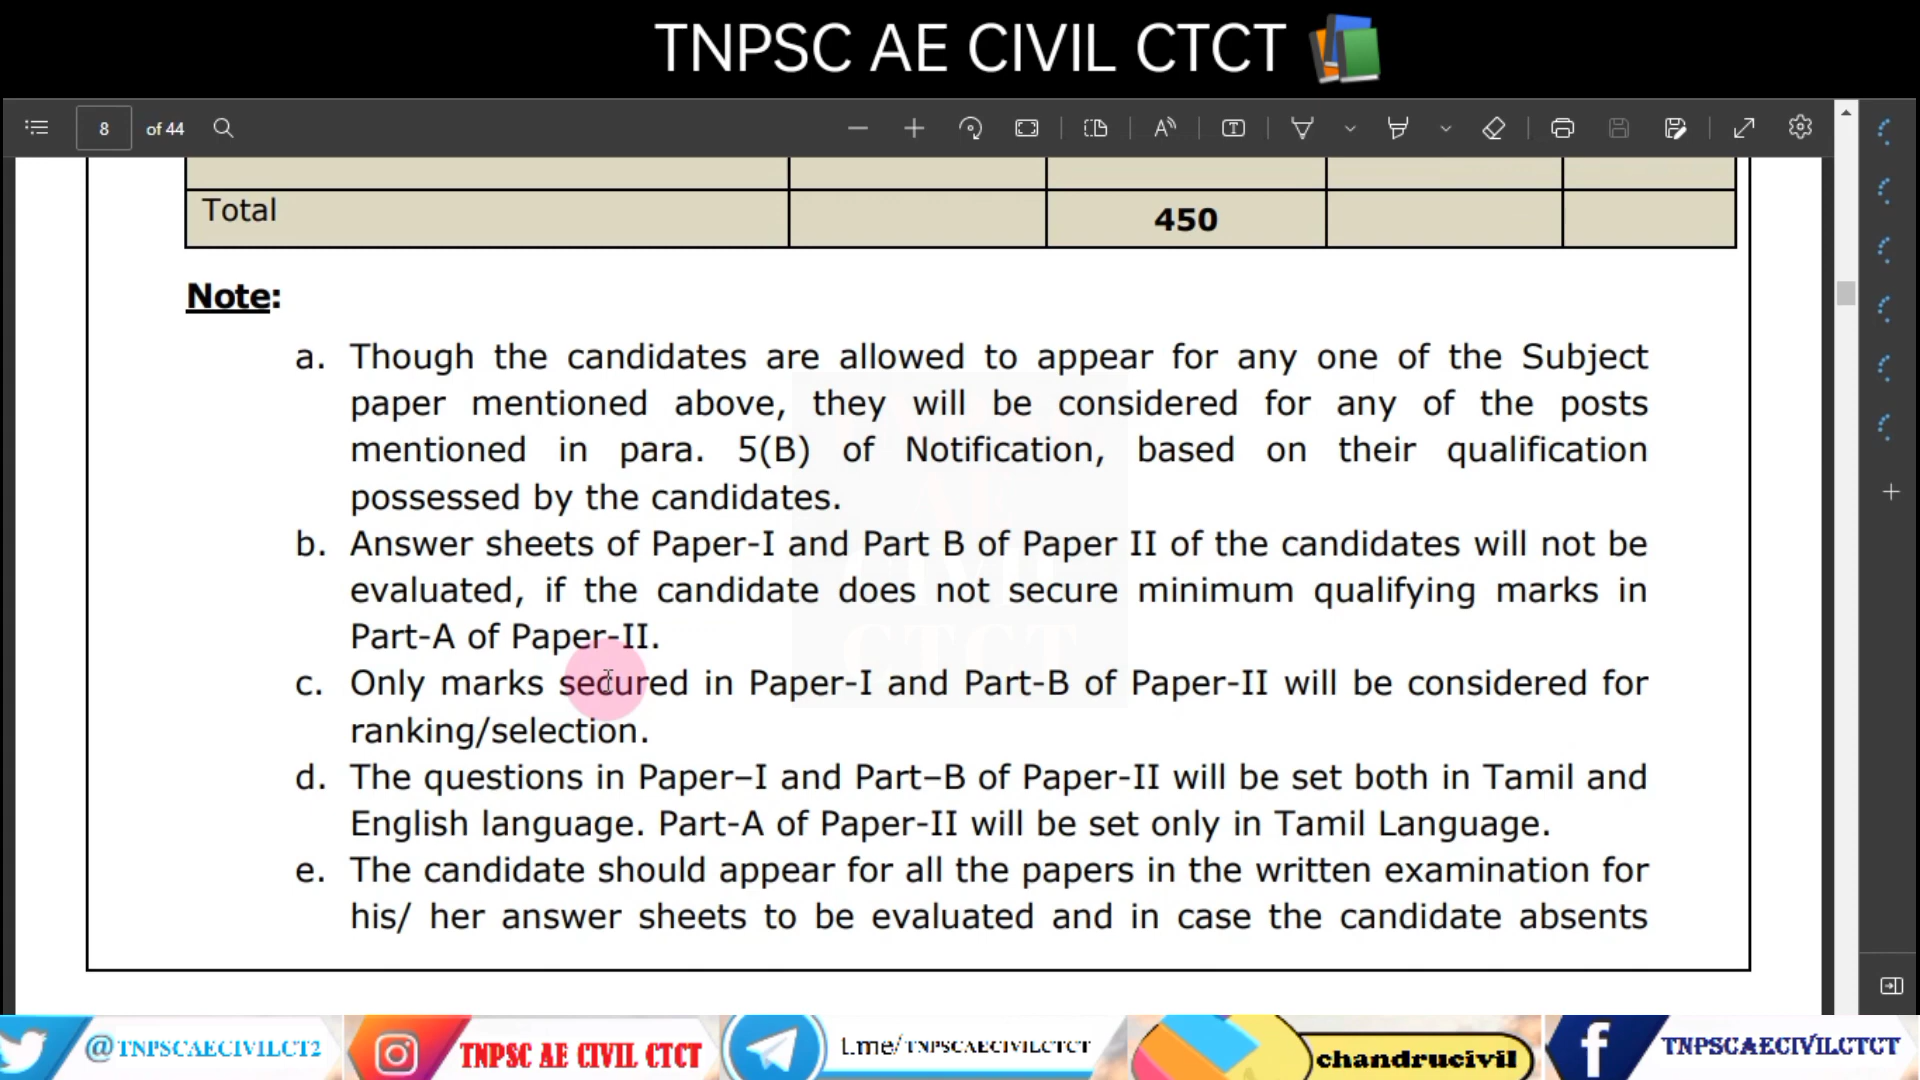 TNPSC AE CIVIL CTCT
8 of 44
Total 450
Note:
a. Though the candidates are allowed to appear for any one of the Subject
paper mentioned above, they will be considered for any of the posts
mentioned in para. 5(B) of Notification, based on their qualification
possessed by the candidates.
b. Answer sheets of Paper-I and Part B of Paper II of the candidates will not be
evaluated, if the candidate does not secure minimum qualifying marks in
Part-A of Paper-II.
c. Only marks secured in Paper-I and Part-B of Paper-II will be considered for
ranking/selection.
d. The questions in Paper–I and Part–B of Paper-II will be set both in Tamil and
English language. Part-A of Paper-II will be set only in Tamil Language.
e. The candidate should appear for all the papers in the written examination for
his/ her answer sheets to be evaluated and in case the candidate absents
CTCT
@TNPSCAECIVILCT2
TNPSC AE CIVIL CTCT
t.me/TNPSCAECIVILCTCT
chandrucivil
TNPSCAECIVILCTCT